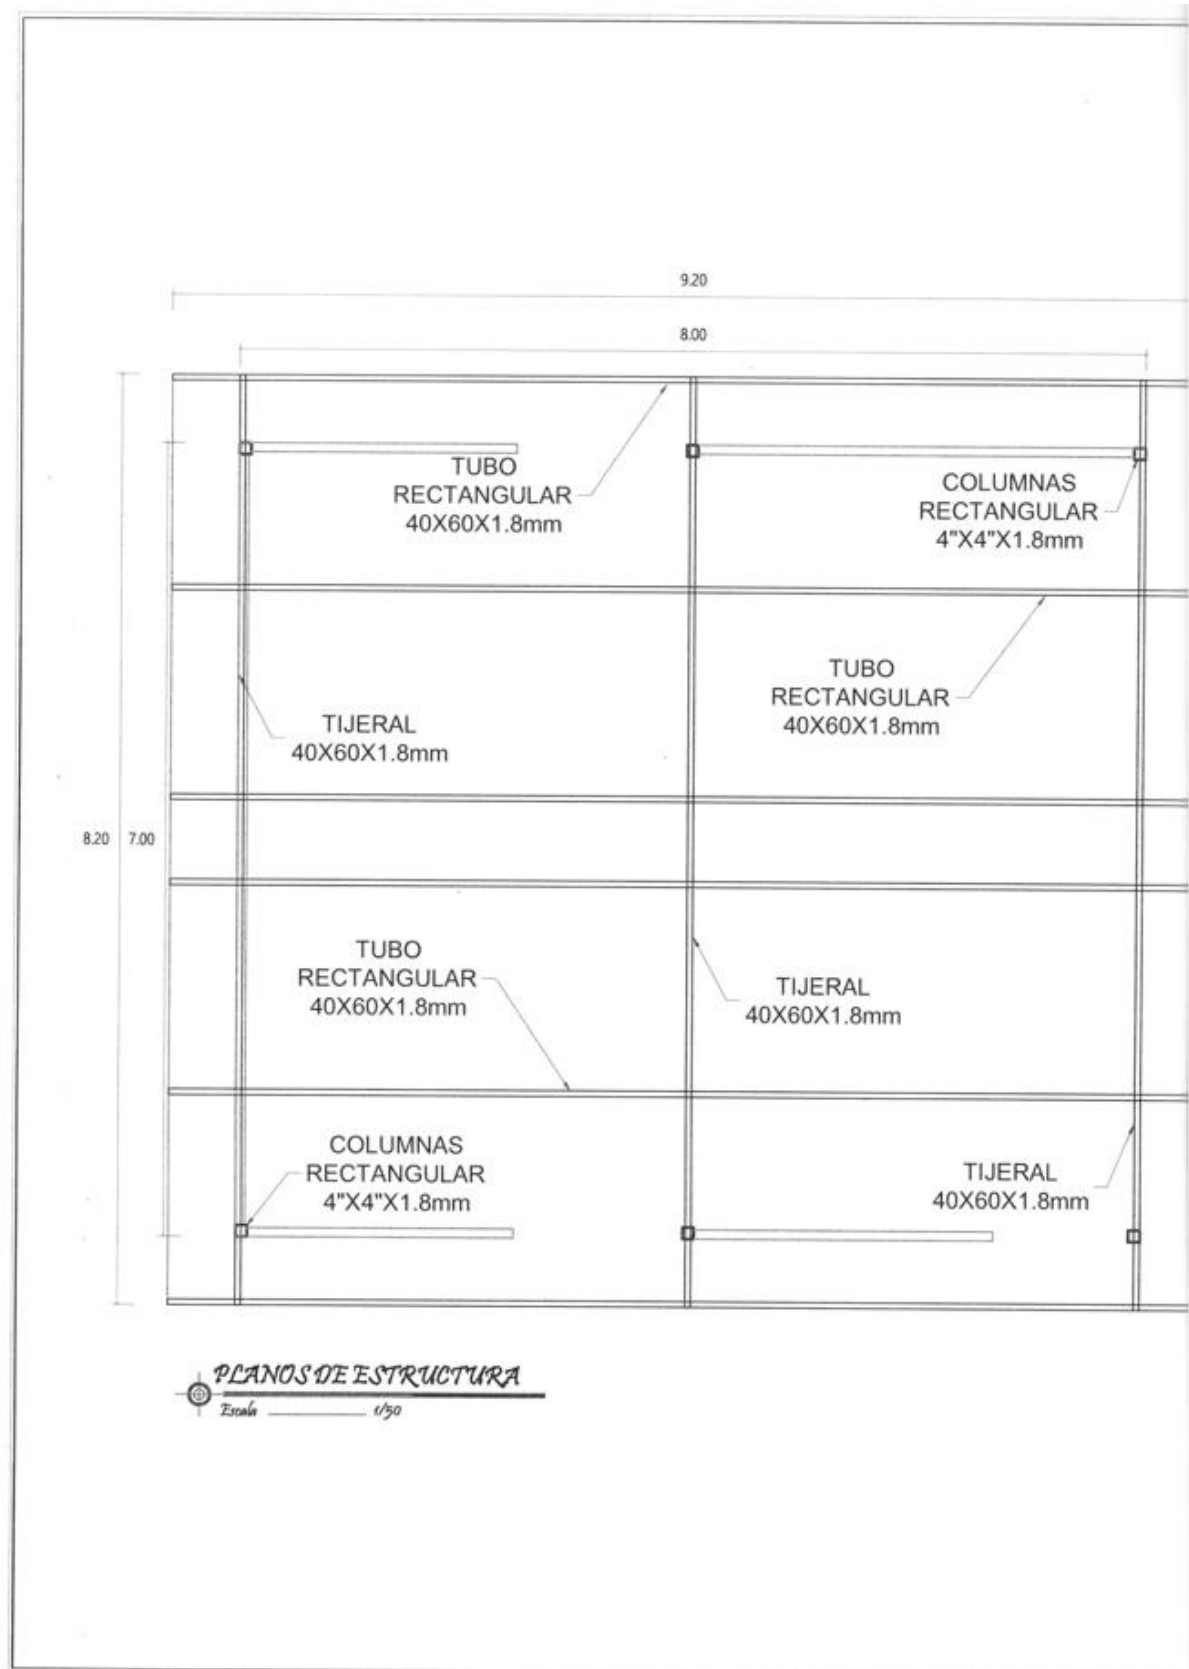 9.20
8.00
TUBO
RECTANGULAR
40X60X1.8mm
COLUMNAS
RECTANGULAR
4"X4"X1.8mm
TUBO
RECTANGULAR
40X60X1.8mm
TIJERAL
40X60X1.8mm
8.20 7.00
TUBO
RECTANGULAR
40X60X1.8mm
TIJERAL
40X60X1.8mm
COLUMNAS
RECTANGULAR
4"X4"X1.8mm
TIJERAL
40X60X1.8mm
PLANOS DE ESTRUCTURA
Escala 1/50